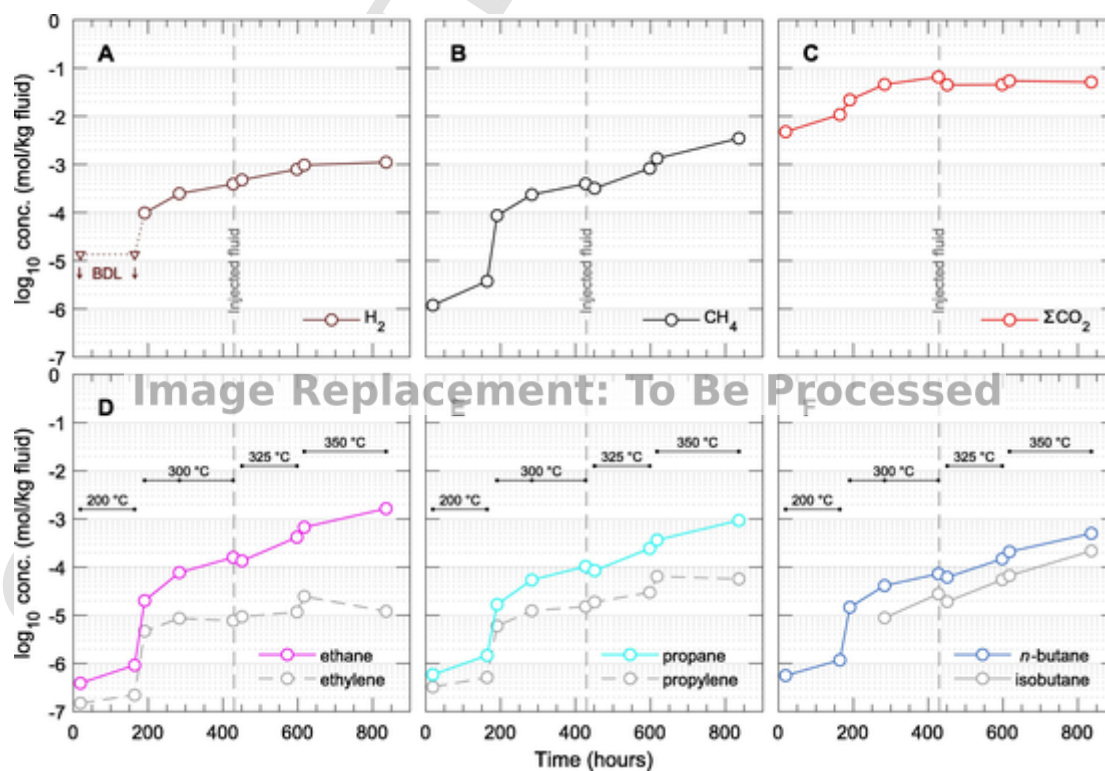 0
-1
-2
-3
-4
-5
-6
-7
log10 conc. (mol/kg fluid)
A
BDL
Injected fluid
H2
B
Injected fluid
CH4
C
Injected fluid
ΣCO2
Image Replacement: To Be Processed
0
-1
-2
-3
-4
-5
-6
-7
log10 conc. (mol/kg fluid)
D
200 °C
300 °C
325 °C
350 °C
ethane
ethylene
0 200 400 600 800
E
200 °C
300 °C
325 °C
350 °C
propane
propylene
0 200 400 600 800
F
200 °C
300 °C
325 °C
350 °C
n-butane
isobutane
0 200 400 600 800
Time (hours)